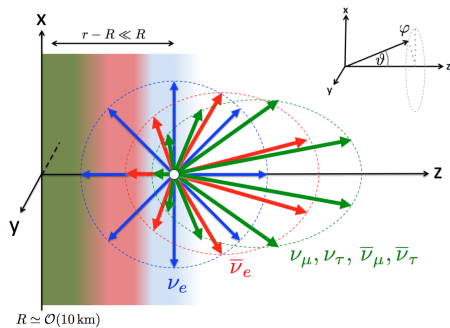 x
r − R ≪ R
z
y
ν_e
ν̄_e
ν_μ, ν_τ, ν̄_μ, ν̄_τ
R ≃ 𝒪(10 km)
x
φ
ϑ
z
y